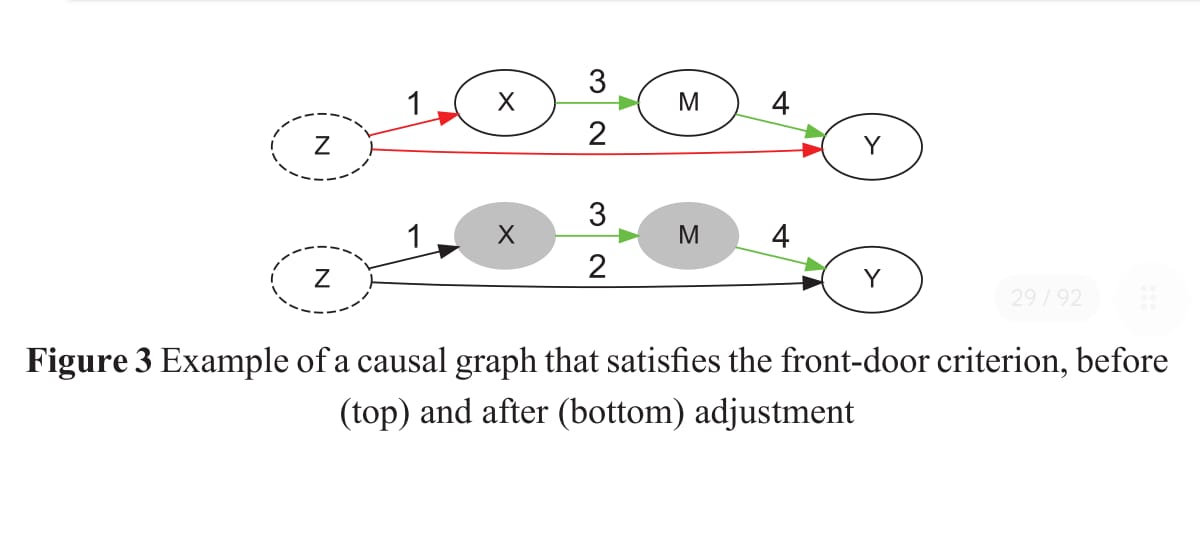 3
1 X M 4
2
Z Y
3
1 X M 4
2
Z Y
29 / 92
Figure 3 Example of a causal graph that satisfies the front-door criterion, before
(top) and after (bottom) adjustment